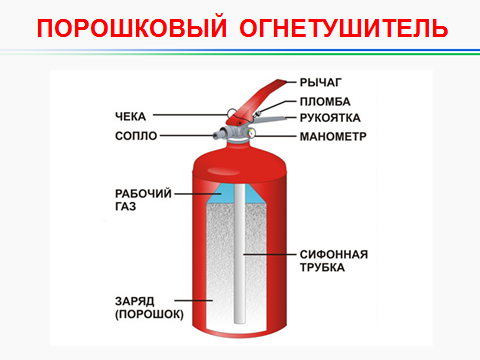 ПОРОШКОВЫЙ ОГНЕТУШИТЕЛЬ
РЫЧАГ
ПЛОМБА
ЧЕКА
РУКОЯТКА
СОПЛО
МАНОМЕТР
РАБОЧИЙ
ГАЗ
СИФОННАЯ
ТРУБКА
ЗАРЯД
(ПОРОШОК)